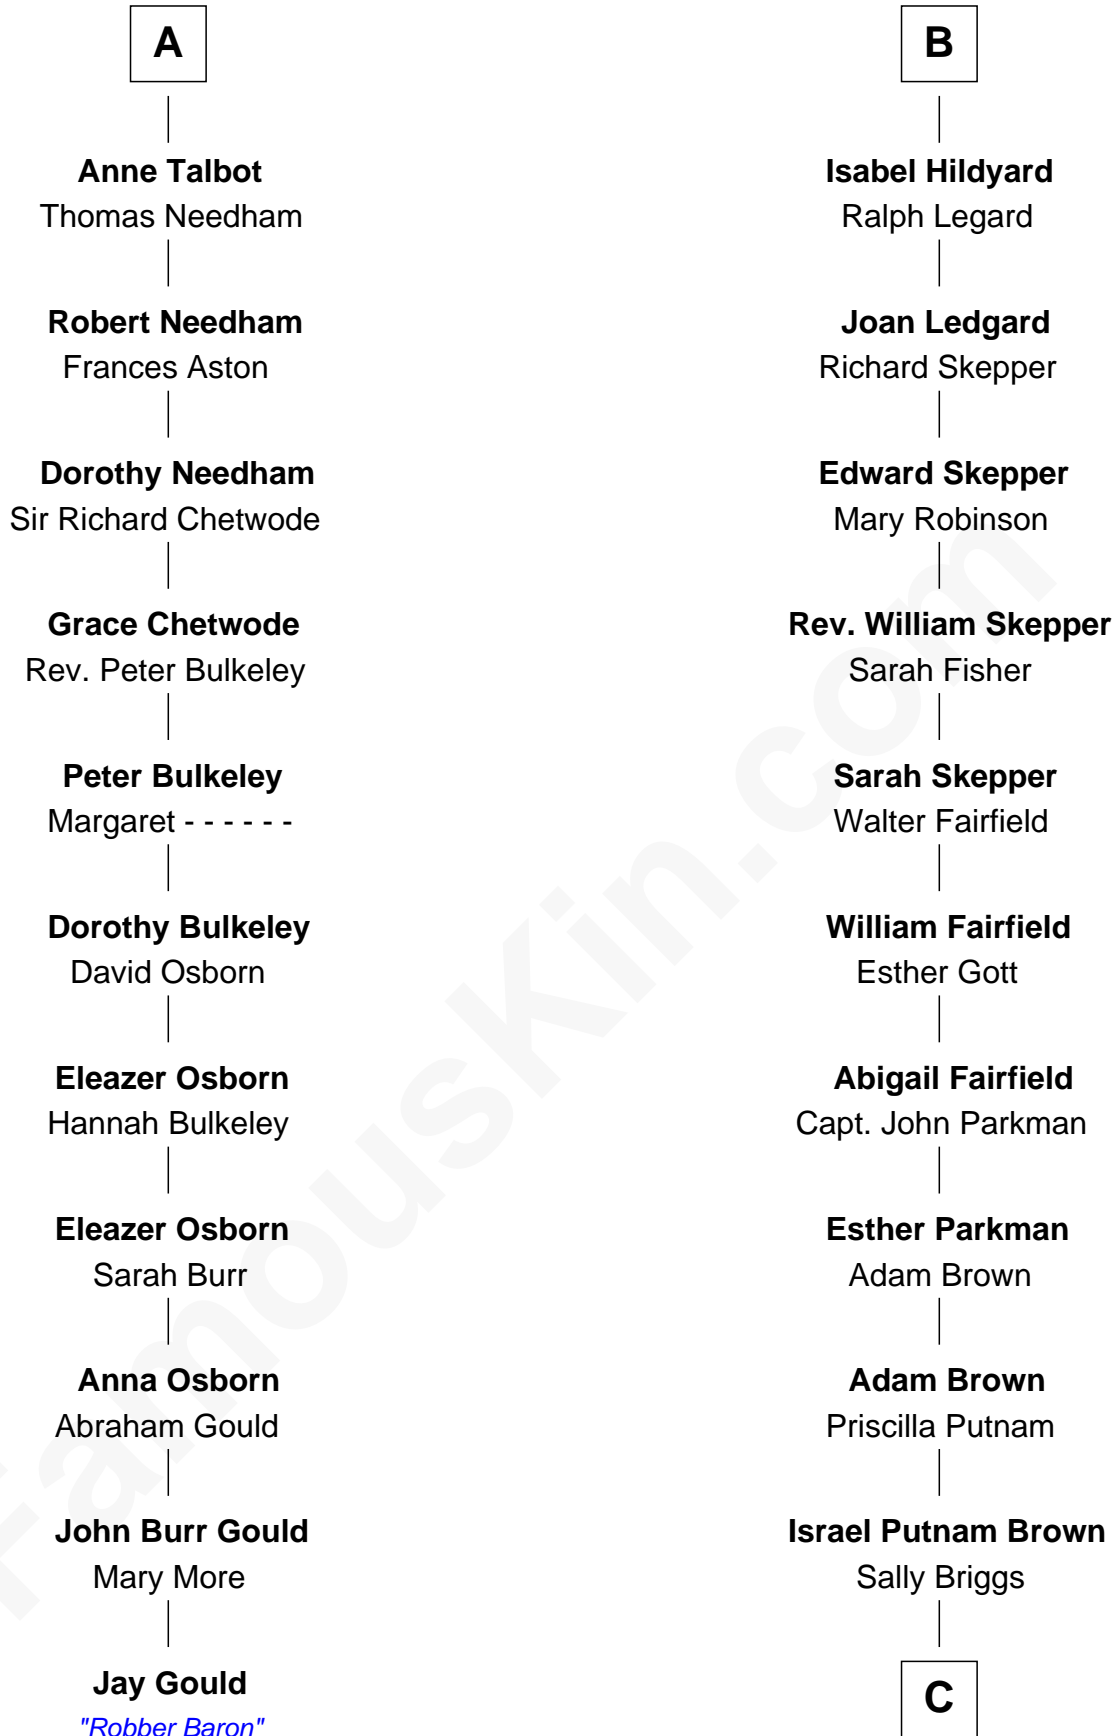 A
Anne Talbot
Thomas Needham
Robert Needham
Frances Aston
Dorothy Needham
Sir Richard Chetwode
Grace Chetwode
Rev. Peter Bulkeley
Peter Bulkeley
Margaret - - - - - -
Dorothy Bulkeley
David Osborn
Eleazer Osborn
Hannah Bulkeley
Eleazer Osborn
Sarah Burr
Anna Osborn
Abraham Gould
John Burr Gould
Mary More
Jay Gould
"Robber Baron"
B
Isabel Hildyard
Ralph Legard
Joan Ledgard
Richard Skepper
Edward Skepper
Mary Robinson
Rev. William Skepper
Sarah Fisher
Sarah Skepper
Walter Fairfield
William Fairfield
Esther Gott
Abigail Fairfield
Capt. John Parkman
Esther Parkman
Adam Brown
Adam Brown
Priscilla Putnam
Israel Putnam Brown
Sally Briggs
C
FamousKin.com